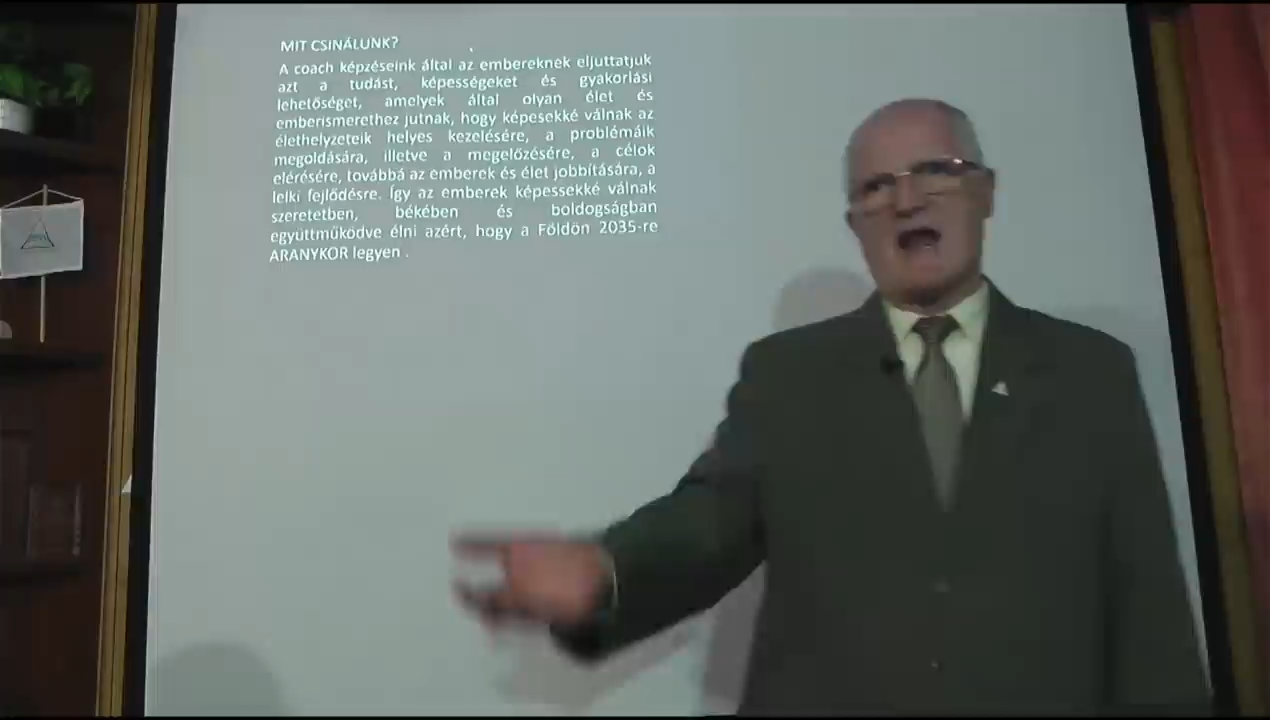 MIT CSINÁLUNK?
A coach képzéseink által az embereknek eljuttatjuk
azt a tudást, képességeket és gyakorlási
lehetőséget, amelyek által olyan élet és
emberismerethez jutnak, hogy képesekké válnak az
élethelyzeteik helyes kezelésére, a problémáik
megoldására, illetve a megelőzésére, a célok
elérésére, továbbá az emberek és élet jobbítására, a
lelki fejlődésre. Így az emberek képessekké válnak
szeretetben, békében és boldogságban
együttműködve élni azért, hogy a Földön 2035-re
ARANYKOR legyen .